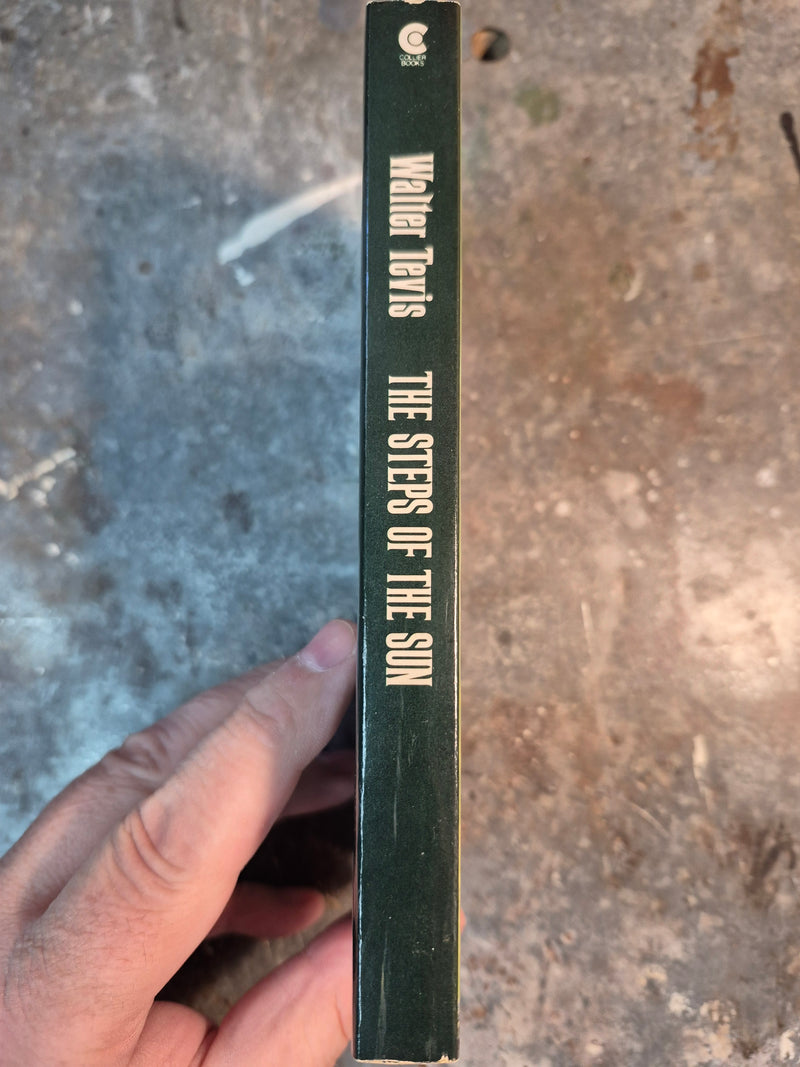 COLLIER
BOOKS
Walter Tevis
THE STEPS OF THE SUN